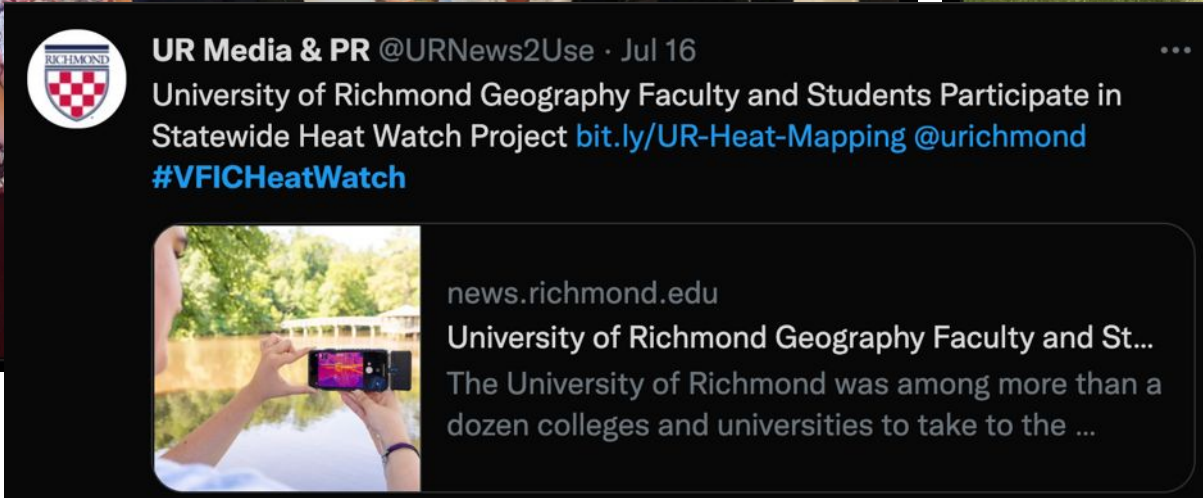 RICHMOND
UR Media & PR @URNews2Use · Jul 16
University of Richmond Geography Faculty and Students Participate in
Statewide Heat Watch Project bit.ly/UR-Heat-Mapping @urichmond
#VFICHeatWatch
news.richmond.edu
University of Richmond Geography Faculty and St...
The University of Richmond was among more than a
dozen colleges and universities to take to the ...